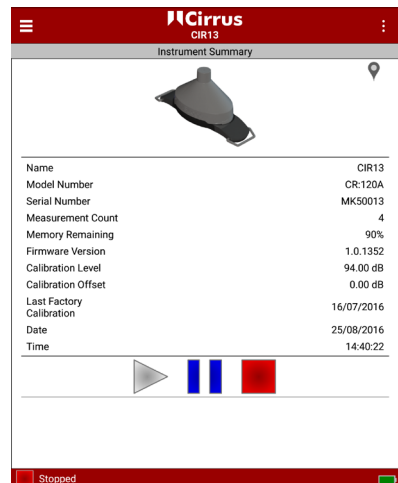 Cirrus
CIR13
Instrument Summary
Name CIR13
Model Number CR:120A
Serial Number MK50013
Measurement Count 4
Memory Remaining 90%
Firmware Version 1.0.1352
Calibration Level 94.00 dB
Calibration Offset 0.00 dB
Last Factory
Calibration 16/07/2016
Date 25/08/2016
Time 14:40:22
Stopped